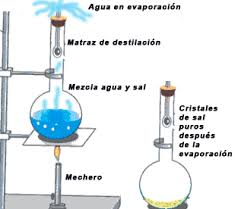 Agua en evaporación
Matraz de destilación
Mezcla agua y sal
Cristales
de sal
puros
después
de la
evaporación
Mechero